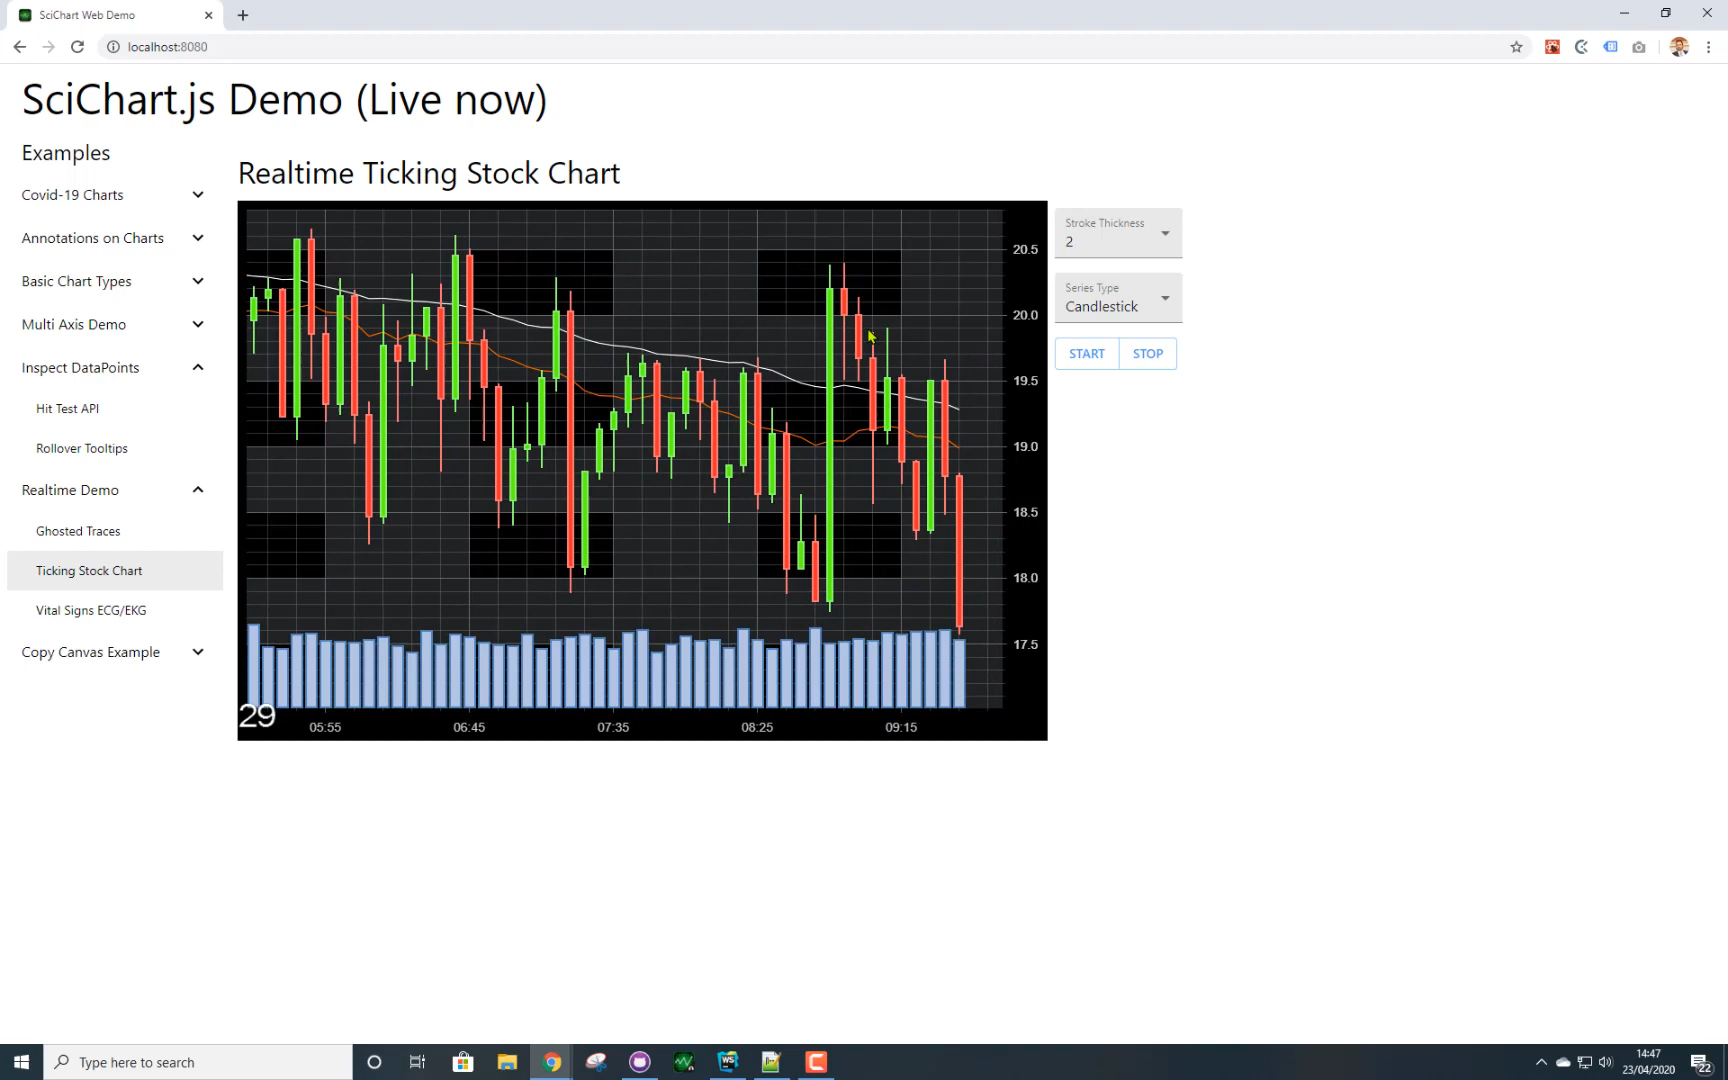 SciChart Web Demo
localhost:8080
SciChart.js Demo (Live now)
Examples
Covid-19 Charts
Annotations on Charts
Basic Chart Types
Multi Axis Demo
Inspect DataPoints
Hit Test API
Rollover Tooltips
Realtime Demo
Ghosted Traces
Ticking Stock Chart
Vital Signs ECG/EKG
Copy Canvas Example
Realtime Ticking Stock Chart
20.5
20.0
19.5
19.0
18.5
18.0
17.5
29
05:55
06:45
07:35
08:25
09:15
Stroke Thickness
2
Series Type
Candlestick
START
STOP
Type here to search
WS
14:47
23/04/2020
22